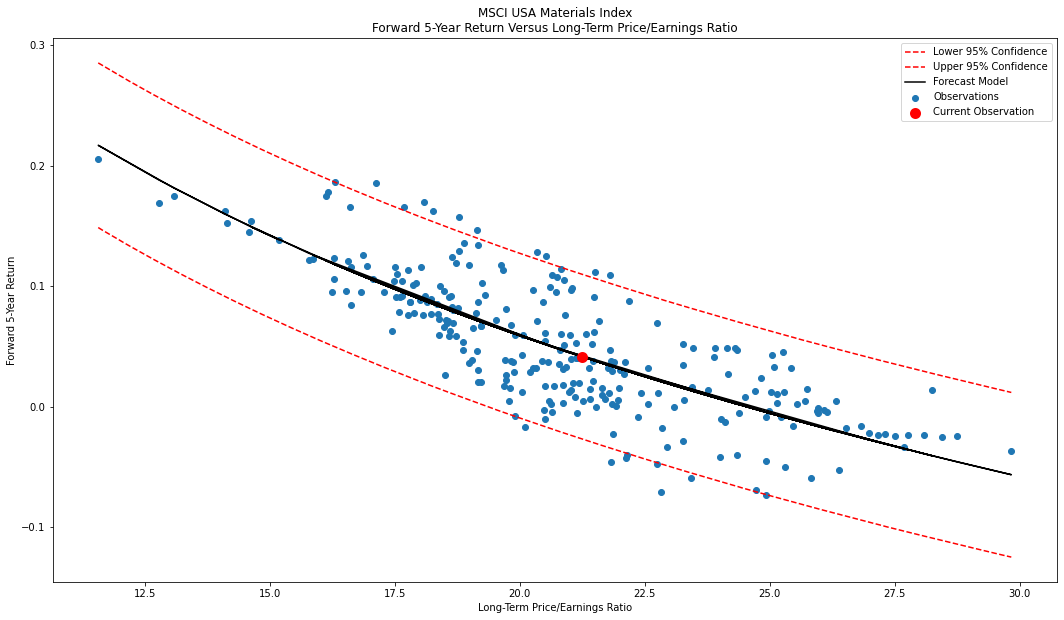 MSCI USA Materials Index
Forward 5-Year Return Versus Long-Term Price/Earnings Ratio
Lower 95% Confidence
Upper 95% Confidence
Forecast Model
Observations
Current Observation
Forward 5-Year Return
0.3
0.2
0.1
0.0
−0.1
12.5 15.0 17.5 20.0 22.5 25.0 27.5 30.0
Long-Term Price/Earnings Ratio